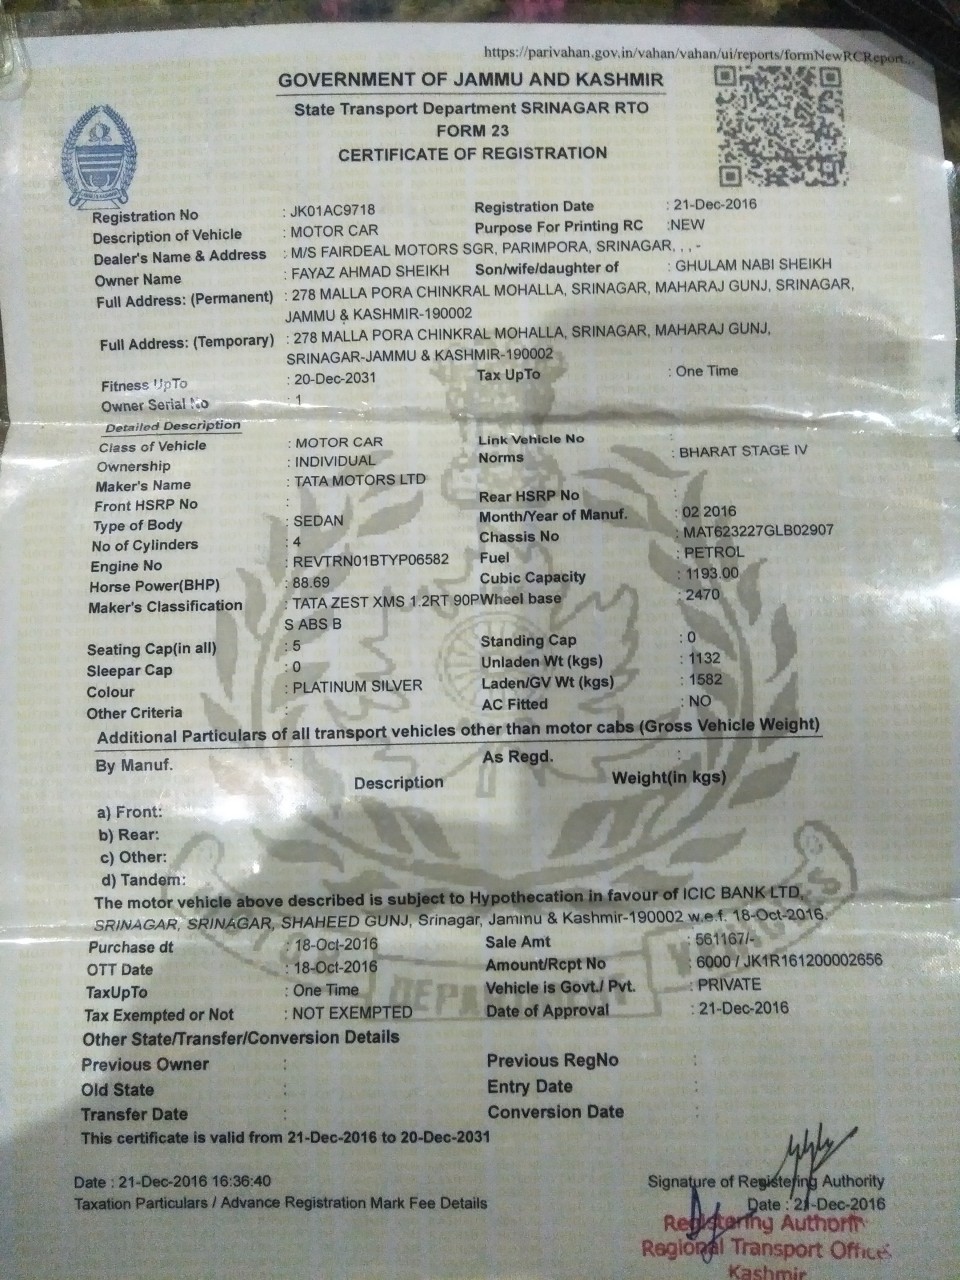 https://parivahan.gov.in/vahan/vahan/ui/reports/formNewRCReport...
GOVERNMENT OF JAMMU AND KASHMIR
State Transport Department SRINAGAR RTO
FORM 23
CERTIFICATE OF REGISTRATION
Registration No : JK01AC9718 Registration Date : 21-Dec-2016
Description of Vehicle : MOTOR CAR Purpose For Printing RC :NEW
Dealer's Name & Address : M/S FAIRDEAL MOTORS SGR, PARIMPORA, SRINAGAR, , , -
Owner Name : FAYAZ AHMAD SHEIKH Son/wife/daughter of : GHULAM NABI SHEIKH
Full Address: (Permanent) : 278 MALLA PORA CHINKRAL MOHALLA, SRINAGAR, MAHARAJ GUNJ, SRINAGAR,
JAMMU & KASHMIR-190002
Full Address: (Temporary) : 278 MALLA PORA CHINKRAL MOHALLA, SRINAGAR, MAHARAJ GUNJ,
SRINAGAR-JAMMU & KASHMIR-190002
Fitness UpTo : 20-Dec-2031 Tax UpTo : One Time
Owner Serial No : 1
Detailed Description
Class of Vehicle : MOTOR CAR Link Vehicle No :
Ownership : INDIVIDUAL Norms : BHARAT STAGE IV
Maker's Name : TATA MOTORS LTD
Front HSRP No : Rear HSRP No :
Type of Body : SEDAN Month/Year of Manuf. : 02 2016
No of Cylinders : 4 Chassis No : MAT623227GLB02907
Engine No : REVTRN01BTYP06582 Fuel : PETROL
Horse Power(BHP) : 88.69 Cubic Capacity : 1193.00
Maker's Classification : TATA ZEST XMS 1.2RT 90P Wheel base : 2470
S ABS B
Seating Cap(in all) : 5 Standing Cap : 0
Sleepar Cap : 0 Unladen Wt (kgs) : 1132
Colour : PLATINUM SILVER Laden/GV Wt (kgs) : 1582
Other Criteria : AC Fitted : NO
Additional Particulars of all transport vehicles other than motor cabs (Gross Vehicle Weight)
By Manuf. : As Regd. :
Description Weight(in kgs)
a) Front:
b) Rear:
c) Other:
d) Tandem:
The motor vehicle above described is subject to Hypothecation in favour of ICIC BANK LTD,
SRINAGAR, SRINAGAR, SHAHEED GUNJ, Srinagar, Jammu & Kashmir-190002 w.e.f. 18-Oct-2016.
Purchase dt : 18-Oct-2016 Sale Amt : 561167/-
OTT Date : 18-Oct-2016 Amount/Rcpt No : 6000 / JK1R161200002656
TaxUpTo : One Time Vehicle is Govt./ Pvt. : PRIVATE
Tax Exempted or Not : NOT EXEMPTED Date of Approval : 21-Dec-2016
Other State/Transfer/Conversion Details
Previous Owner : Previous RegNo :
Old State : Entry Date :
Transfer Date : Conversion Date :
This certificate is valid from 21-Dec-2016 to 20-Dec-2031
Date : 21-Dec-2016 16:36:40 Signature of Registering Authority
Taxation Particulars / Advance Registration Mark Fee Details Date : 21-Dec-2016
Registering Authorit
Regional Transport Office
Kashmir